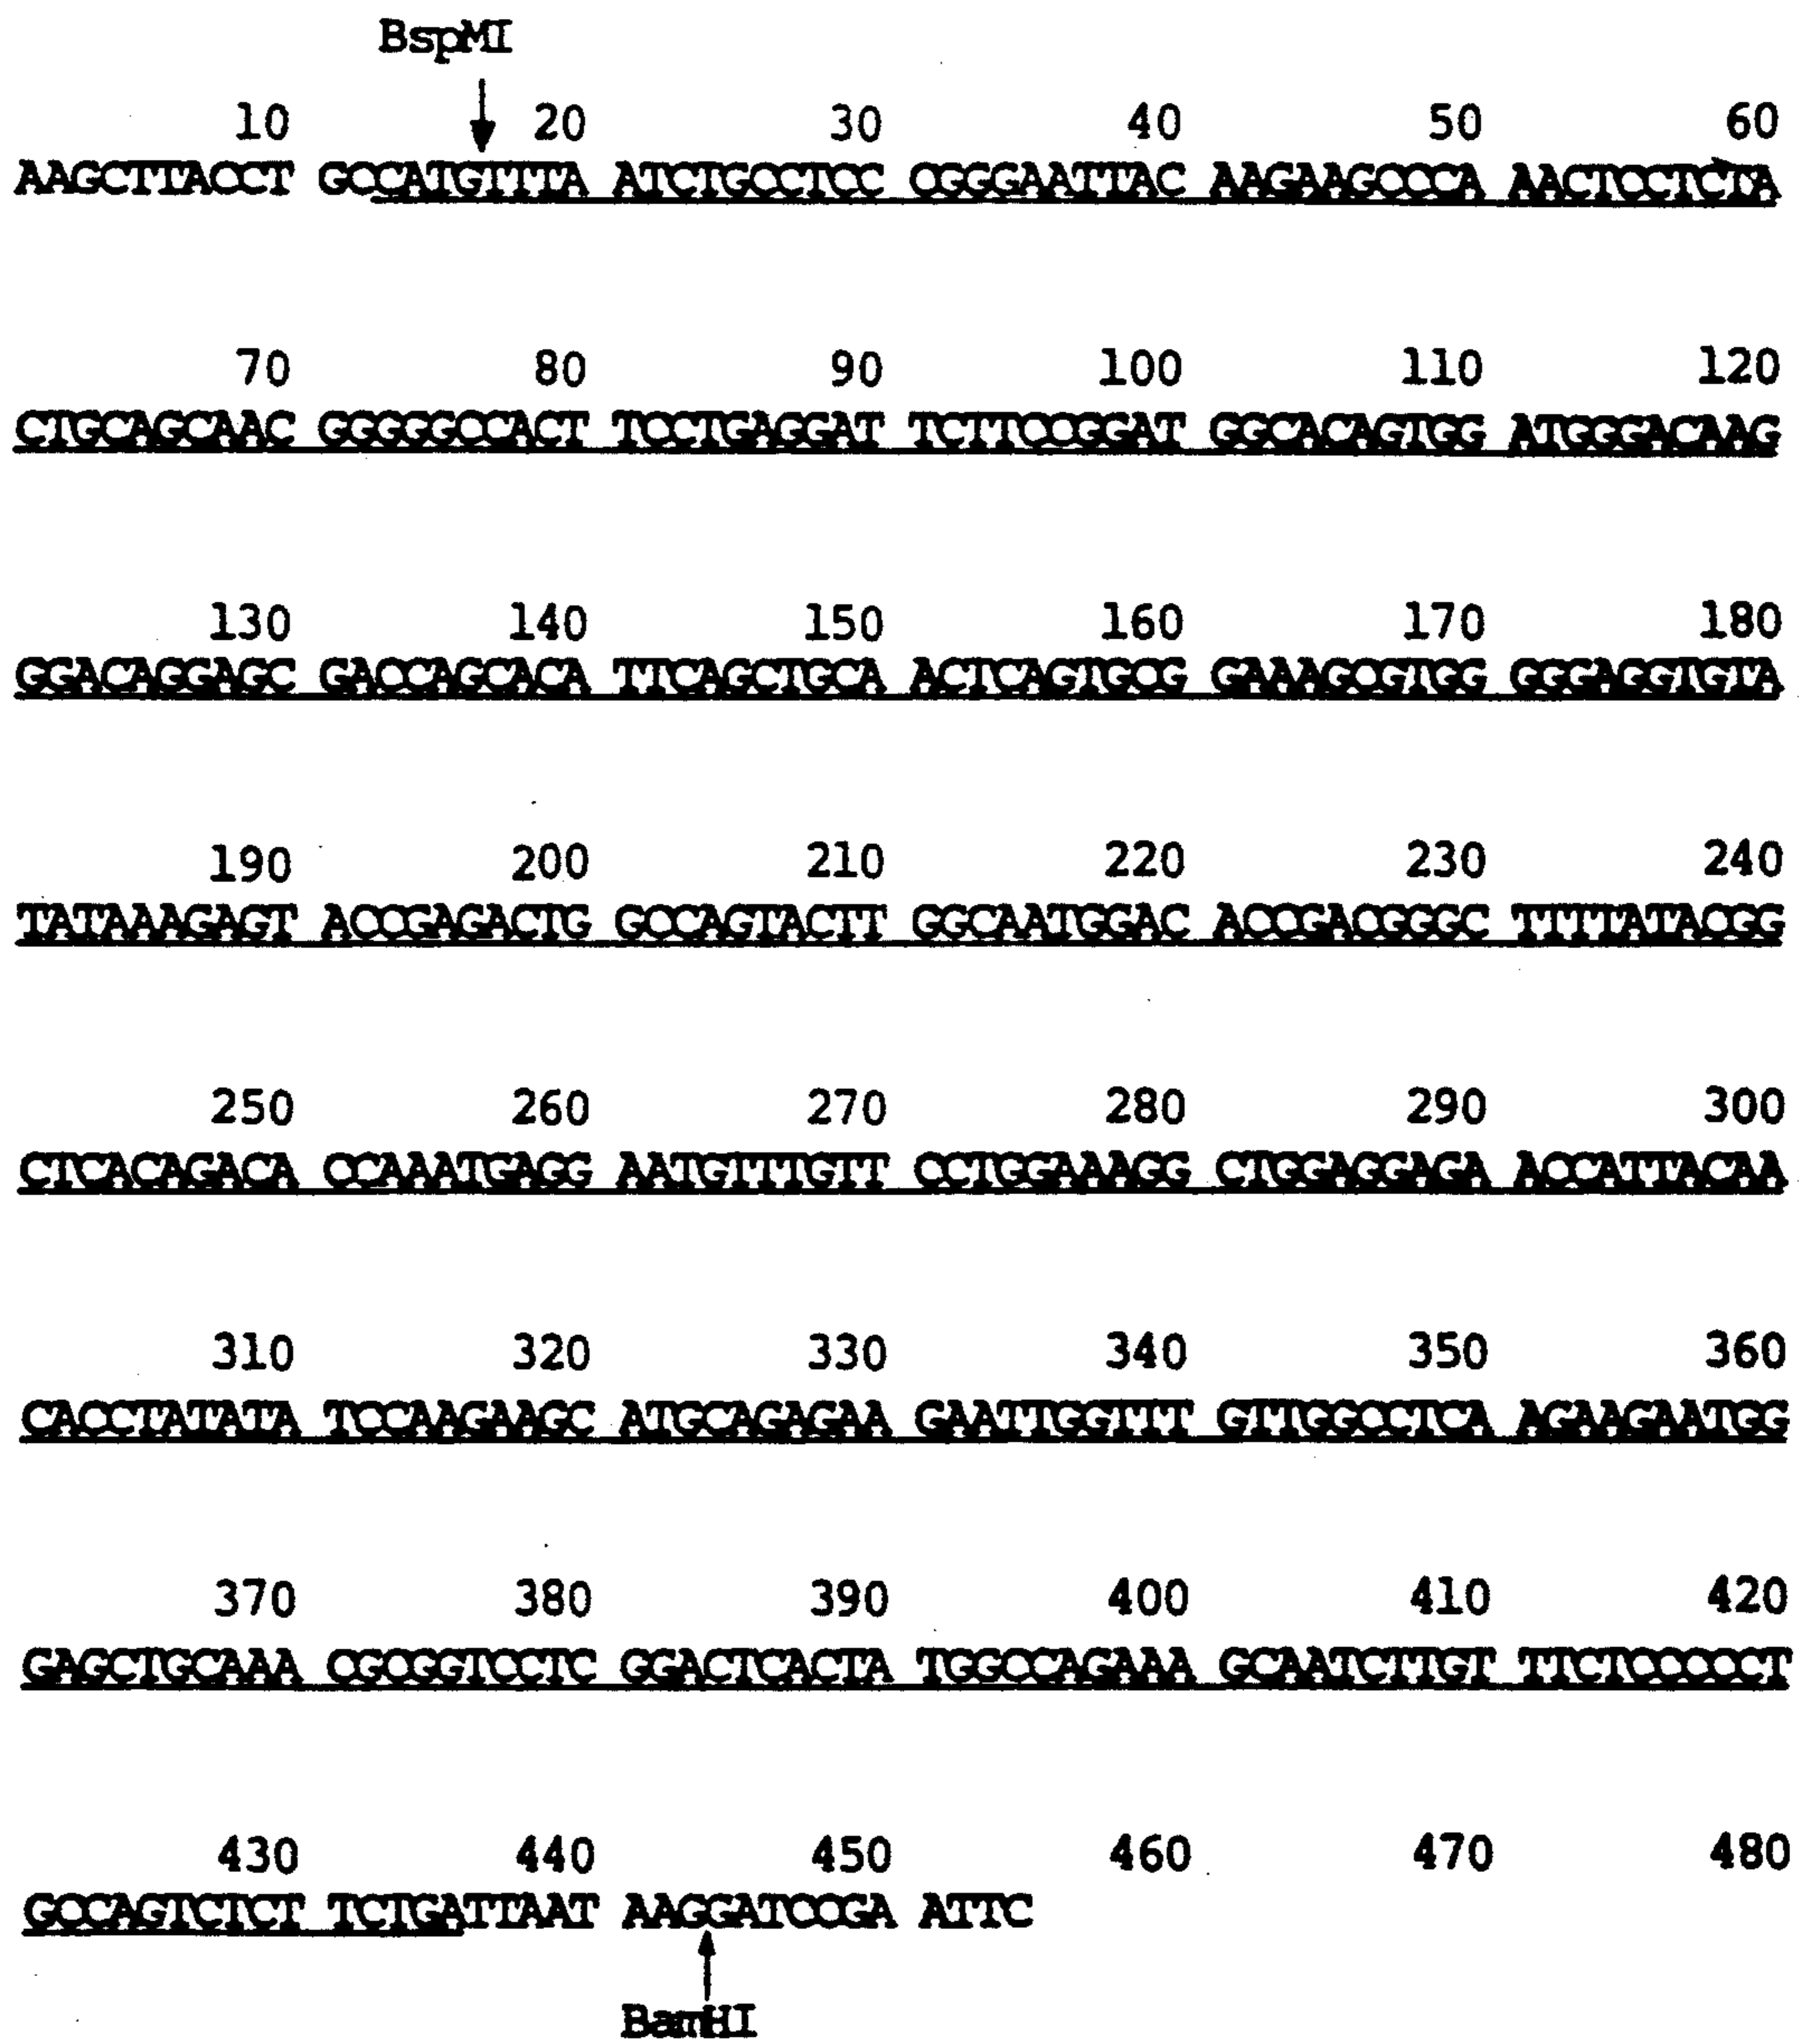 BspMI
10 20 30 40 50 60
AAGCTTACCT GCCATGTTTA ATCTGCCTCC CGGGAATTAC AAGAAGCCCA AACTCCTCTA
70 80 90 100 110 120
CTGCAGCAAC GGGGGCCACT TCCTGAGGAT TCTTCCGGAT GGCACAGTGG ATGGGACAAG
130 140 150 160 170 180
GGACAGGAGC GACCAGCACA TTCAGCTGCA ACTCAGTGCG GAAAGCGTGG GGGAGGTGTA
190 200 210 220 230 240
TATAAAGAGT ACCGAGACTG GCCAGTACTT GGCAATGGAC ACCGACGGGC TTTTATACGG
250 260 270 280 290 300
CTCACAGACA CCAAATGAGG AATGTTTGTT CCTGGAAAGG CTGGAGGAGA ACCATTACAA
310 320 330 340 350 360
CACCTATATA TCCAAGAAGC ATGCAGAGAA GAATTGGTTT GTTGGCCTCA AGAAGAATGG
370 380 390 400 410 420
GAGCTGCAAA CGCGGTCCTC GGACTCACTA TGGCCAGAAA GCAATCTTGT TTCTCCCCCT
430 440 450 460 470 480
GCCAGTCTCT TCTGATTAAT AAGGATCCGA ATTC
BamHI